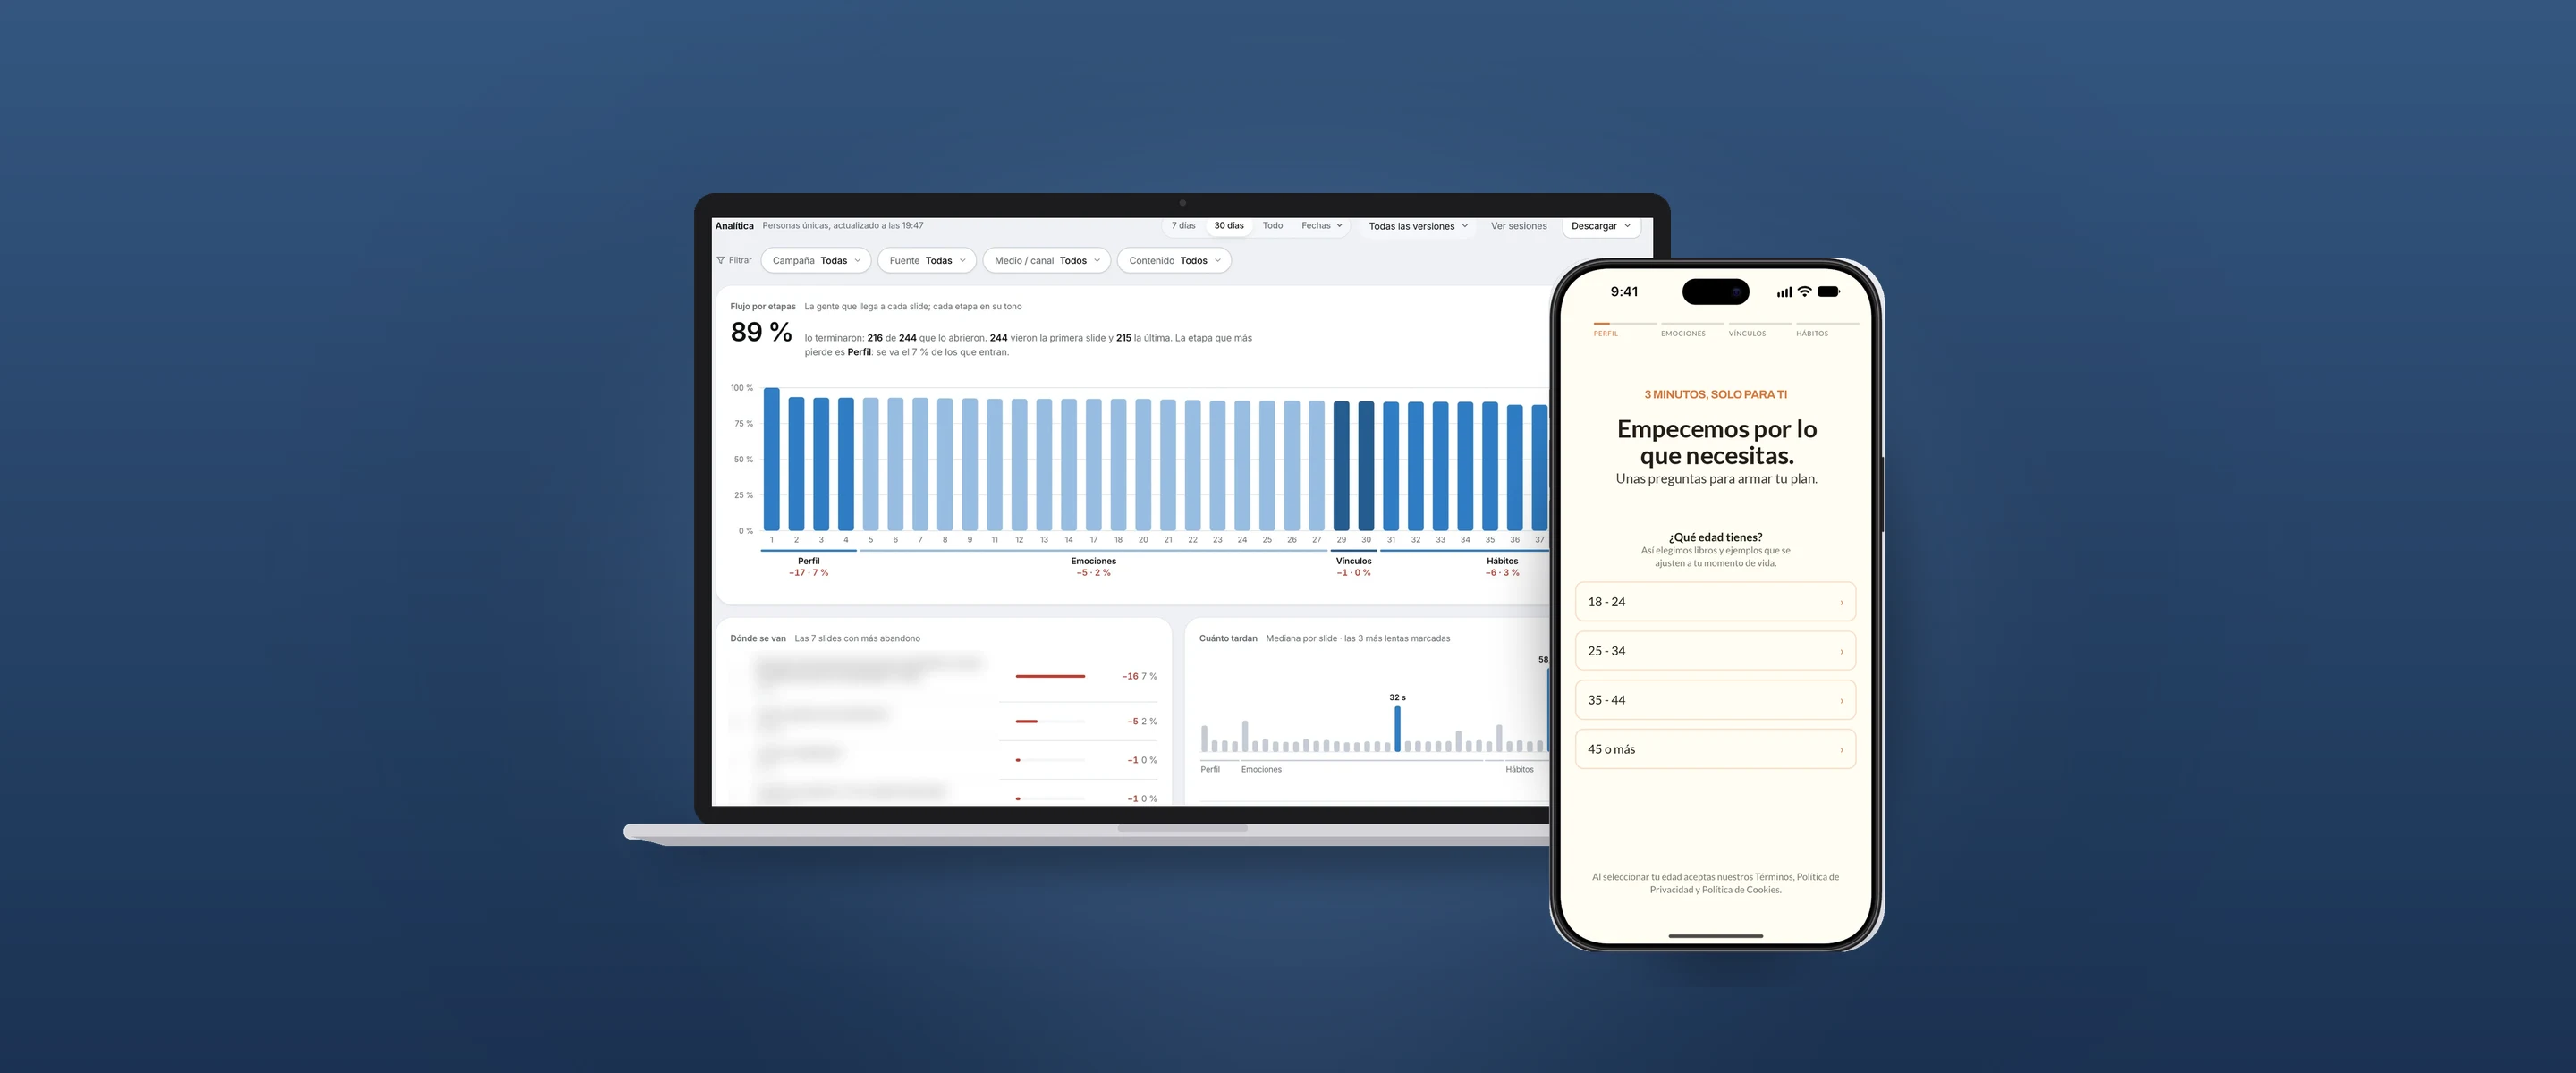 Analítica Personas únicas, actualizado a las 19:47
7 días 30 días Todo Fechas Todas las versiones Ver sesiones Descargar
Filtrar Campaña Todas Fuente Todas Medio / canal Todos Contenido Todos
Flujo por etapas La gente que llega a cada slide; cada etapa en su tono
89 % lo terminaron: 216 de 244 que lo abrieron. 244 vieron la primera slide y 215 la última. La etapa que más
pierde es Perfil: se va el 7 % de los que entran.
100 %
75 %
50 %
25 %
0 %
1 2 3 4 5 6 7 8 9 11 12 13 14 17 18 20 21 22 23 24 25 26 27 29 30 31 32 33 34 35 36 37
Perfil Emociones Vínculos Hábitos
−17 · 7 % −5 · 2 % −1 · 0 % −6 · 3 %
Dónde se van Las 7 slides con más abandono
−16 7 %
−5 2 %
−1 0 %
−1 0 %
Cuánto tardan Mediana por slide · las 3 más lentas marcadas
58
32 s
Perfil Emociones Hábitos
9:41
PERFIL EMOCIONES VÍNCULOS HÁBITOS
3 MINUTOS, SOLO PARA TI
Empecemos por lo
que necesitas.
Unas preguntas para armar tu plan.
¿Qué edad tienes?
Así elegimos libros y ejemplos que se
ajusten a tu momento de vida.
18 - 24
25 - 34
35 - 44
45 o más
Al seleccionar tu edad aceptas nuestros Términos, Política de
Privacidad y Política de Cookies.